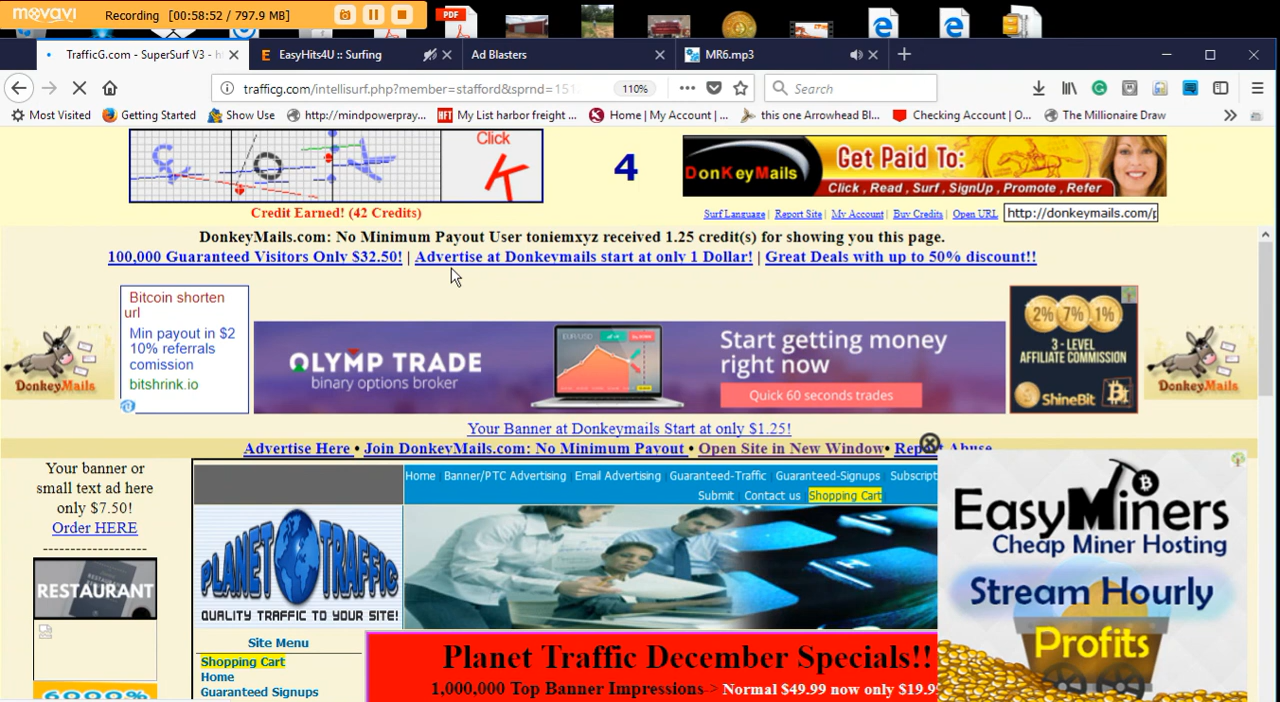 movavi
Recording [00:58:52 / 797.9 MB]
PDF
TrafficG.com - SuperSurf V3 - h
EasyHits4U :: Surfing
Ad Blasters
MR6.mp3
trafficg.com/intellisurf.php?member=stafford&sprnd=151
110%
Search
Most Visited
Getting Started
Show Use
http://mindpowerpray...
HFT My List harbor freight ...
Home | My Account | ...
this one Arrowhead Bl...
Checking Account | O...
The Millionaire Draw
Click
K
4
DonKeyMails
Get Paid To:
Click , Read , Surf , SignUp , Promote , Refer
Credit Earned! (42 Credits)
Surf Language | Report Site | My Account | Buy Credits | Open URL
http://donkeymails.com/p
DonkeyMails.com: No Minimum Payout User toniemxyz received 1.25 credit(s) for showing you this page.
100,000 Guaranteed Visitors Only $32.50! | Advertise at Donkeymails start at only 1 Dollar! | Great Deals with up to 50% discount!!
Bitcoin shorten
url
Min payout in $2
10% referrals
comission
bitshrink.io
DonkeyMails
OLYMP TRADE
binary options broker
Start getting money
right now
Quick 60 seconds trades
2% 7% 1%
3 - LEVEL
AFFILIATE COMMISSION
ShineBit
DonkeyMails
Your Banner at Donkeymails Start at only $1.25!
Advertise Here • Join DonkeyMails.com: No Minimum Payout • Open Site in New Window • Report Abuse
Your banner or
small text ad here
only $7.50!
Order HERE
------------------
RESTAURANT
6000%
Home Banner/PTC Advertising Email Advertising Guaranteed-Traffic Guaranteed-Signups Subscript
Submit Contact us Shopping Cart
PLANET TRAFFIC
QUALITY TRAFFIC TO YOUR SITE!
Site Menu
Shopping Cart
Home
Guaranteed Signups
Planet Traffic December Specials!!
1,000,000 Top Banner Impressions-> Normal $49.99 now only $19.9
EasyMiners
Cheap Miner Hosting
Stream Hourly
Profits